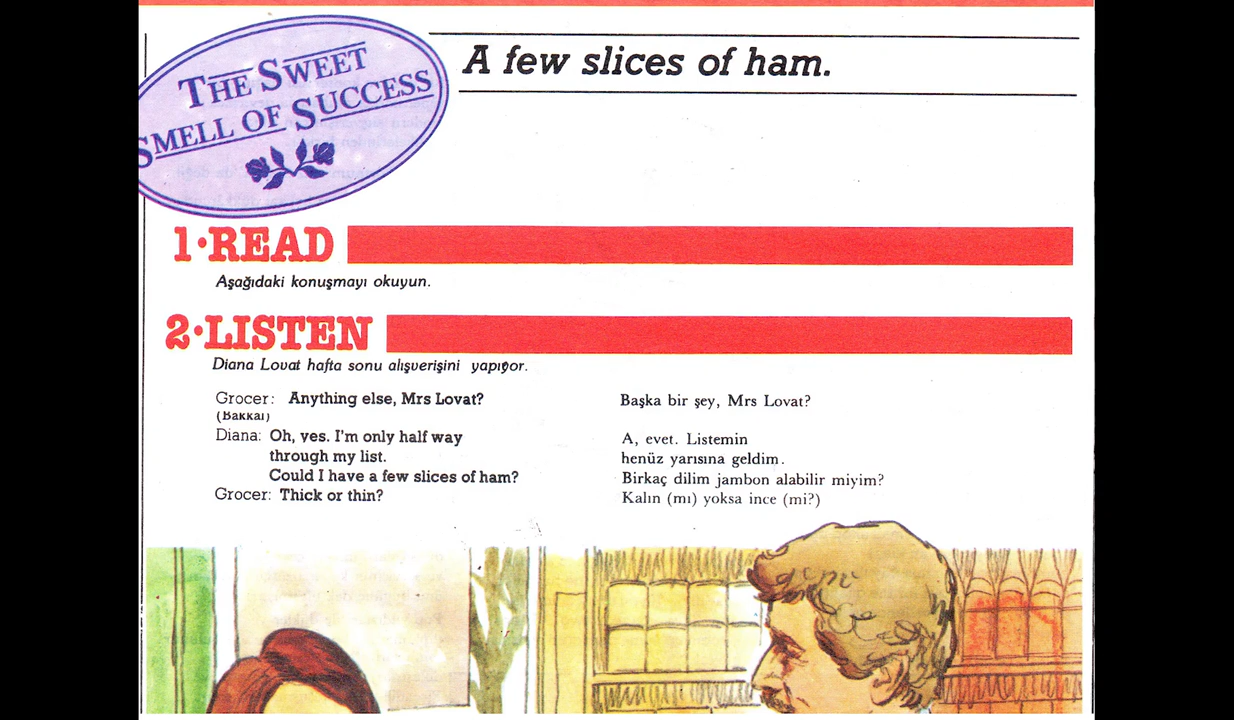 THE SWEET
SMELL OF SUCCESS
A few slices of ham.
1·READ
Aşağıdaki konuşmayı okuyun.
2·LISTEN
Diana Lovat hafta sonu alışverişini yapıyor.
Grocer: Anything else, Mrs Lovat?
(Bakkal)
Diana: Oh, yes. I'm only half way
through my list.
Could I have a few slices of ham?
Grocer: Thick or thin?
Başka bir şey, Mrs Lovat?
A, evet. Listemin
henüz yarısına geldim.
Birkaç dilim jambon alabilir miyim?
Kalın (mı) yoksa ince (mi?)